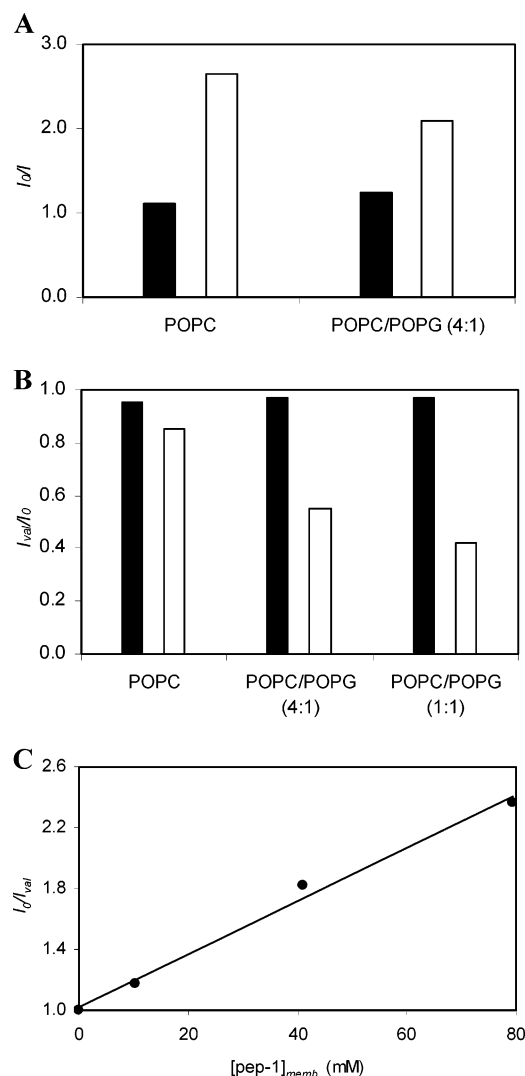 A
3.0
2.0
1.0
0.0
I0/I
POPC
POPC/POPG (4:1)
B
1.0
0.8
0.6
0.4
0.2
0.0
Ival/I0
POPC
POPC/POPG
(4:1)
POPC/POPG
(1:1)
C
2.6
2.2
1.8
1.4
1.0
I0/Ival
0
20
40
60
80
[pep-1]memb (mM)